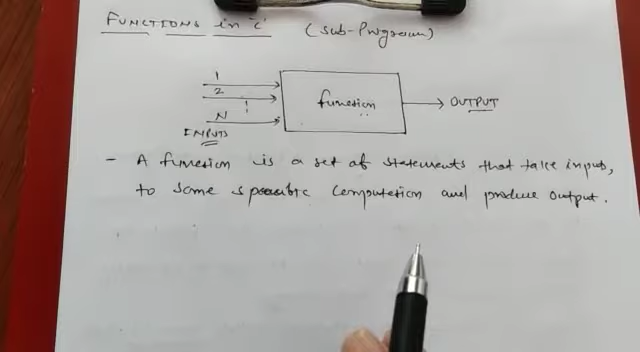 FUNCTIONS in 'C' (Sub-Program)
1
2
N
INPUTS
function
OUTPUT
- A function is a set of statements that take input,
to some specific computation and produce output.